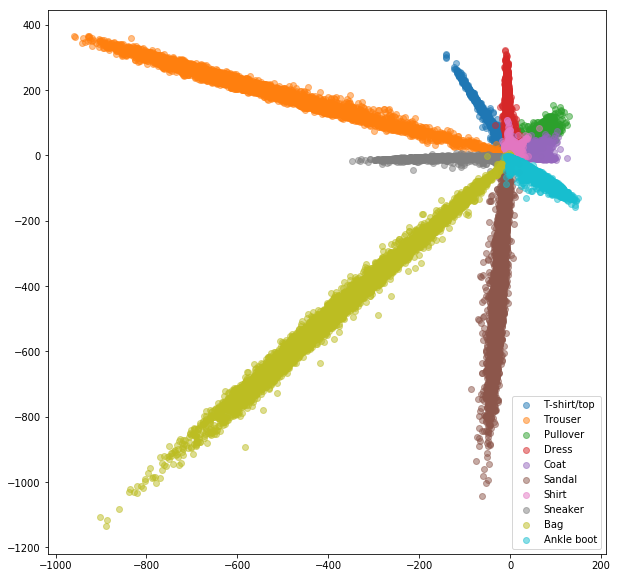 400
200
0
−200
−400
−600
−800
−1000
−1200
−1000
−800
−600
−400
−200
0
200
T-shirt/top
Trouser
Pullover
Dress
Coat
Sandal
Shirt
Sneaker
Bag
Ankle boot